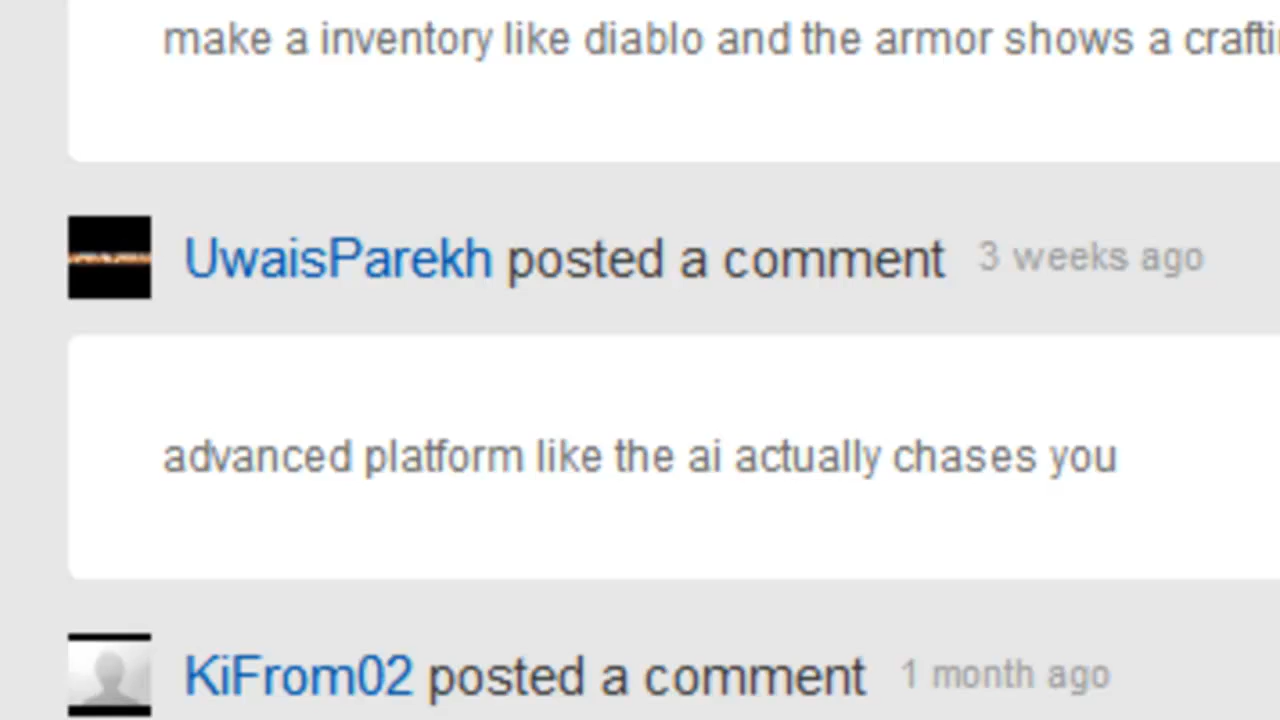 make a inventory like diablo and the armor shows a
UwaisParekh posted a comment 3 weeks ago
advanced platform like the ai actually chases you
KiFrom02 posted a comment 1 month ago